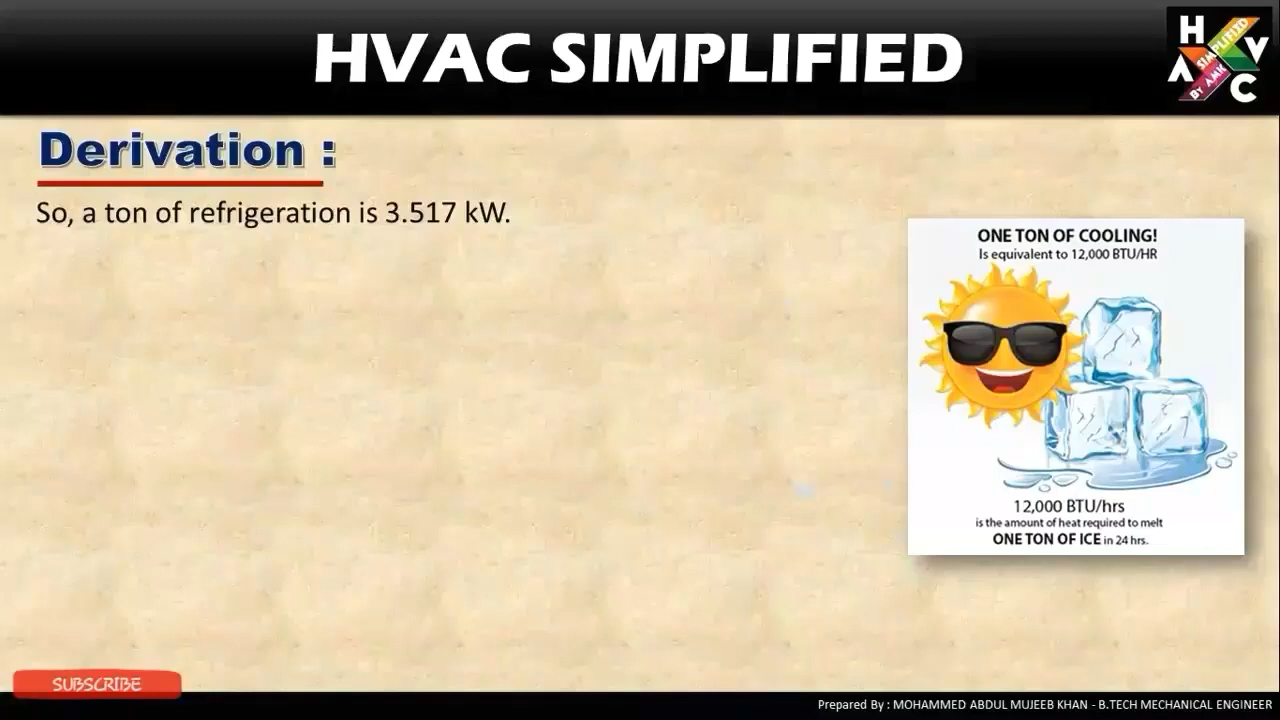 HVAC SIMPLIFIED
H V A C
SIMPLIFIED
BY AMK
Derivation :
So, a ton of refrigeration is 3.517 kW.
ONE TON OF COOLING!
Is equivalent to 12,000 BTU/HR
12,000 BTU/hrs
is the amount of heat required to melt
ONE TON OF ICE in 24 hrs.
SUBSCRIBE
Prepared By : MOHAMMED ABDUL MUJEEB KHAN - B.TECH MECHANICAL ENGINEER